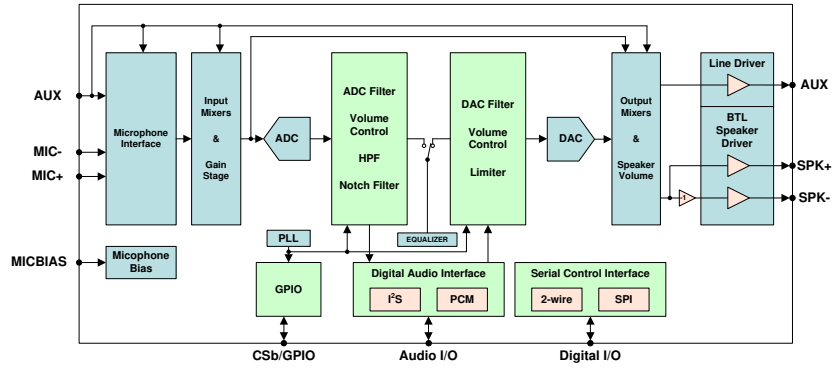 AUX
MIC-
MIC+
MICBIAS
Microphone
Interface
Micophone
Bias
Input
Mixers
&
Gain
Stage
ADC
ADC Filter
Volume
Control
HPF
Notch Filter
DAC Filter
Volume
Control
Limiter
DAC
Output
Mixers
&
Speaker
Volume
Line Driver
BTL
Speaker
Driver
-1
AUX
SPK+
SPK-
PLL
EQUALIZER
GPIO
Digital Audio Interface
I²S
PCM
Serial Control Interface
2-wire
SPI
CSb/GPIO
Audio I/O
Digital I/O